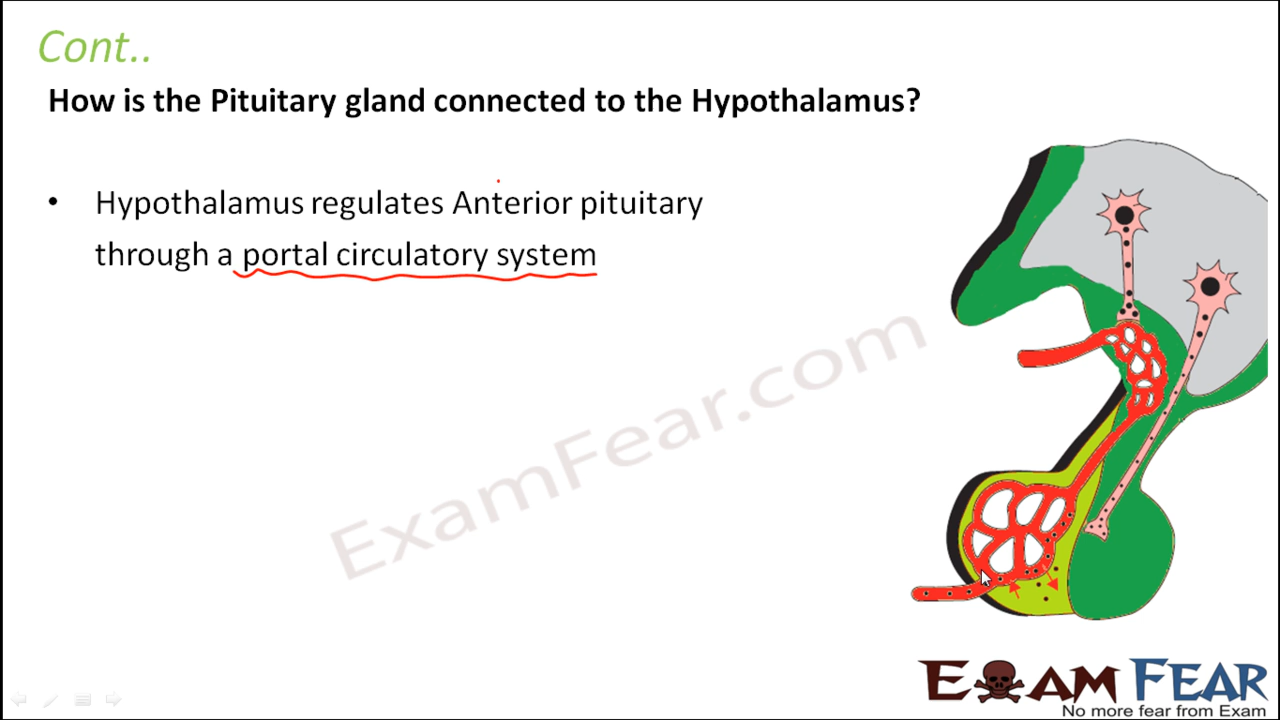 Cont..
How is the Pituitary gland connected to the Hypothalamus?
• Hypothalamus regulates Anterior pituitary
through a portal circulatory system
ExamFear.com
EXAM FEAR
No more fear from Exam